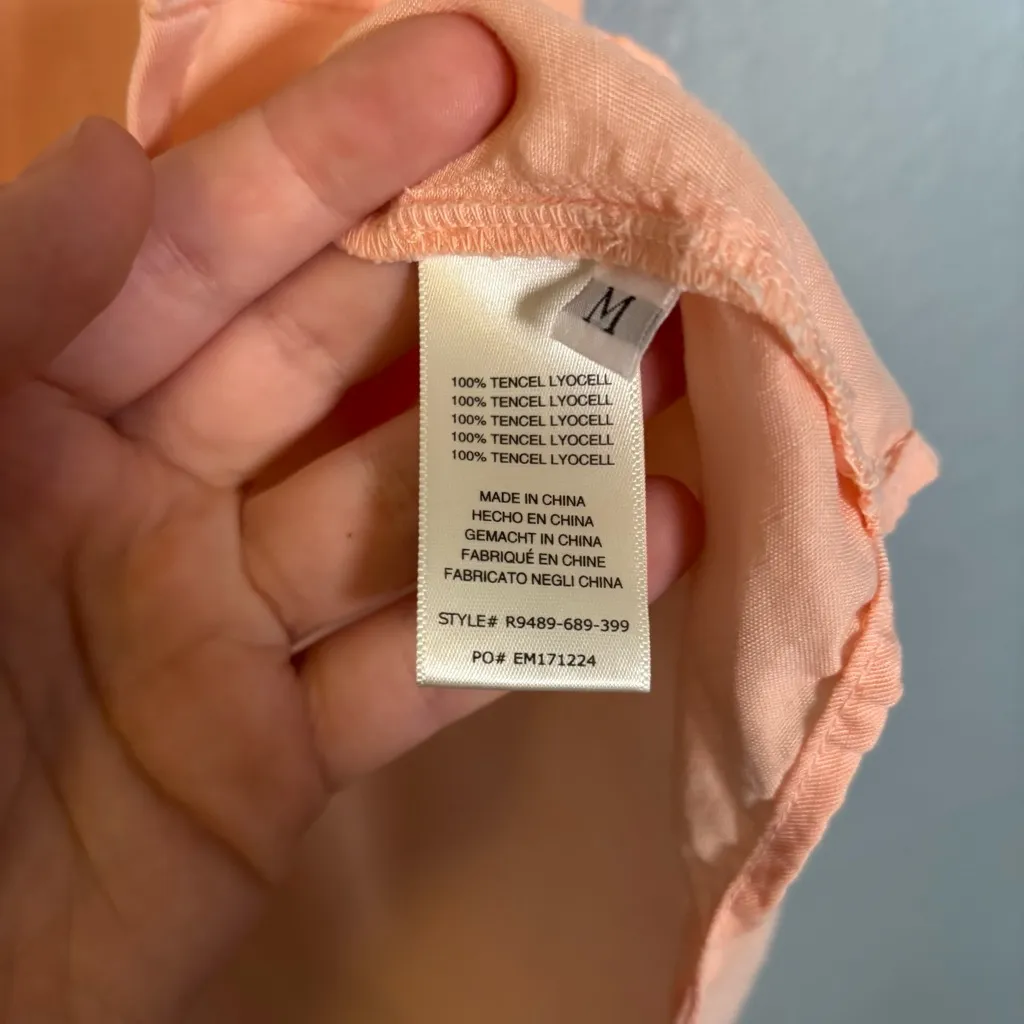 M
100% TENCEL LYOCELL
100% TENCEL LYOCELL
100% TENCEL LYOCELL
100% TENCEL LYOCELL
100% TENCEL LYOCELL
MADE IN CHINA
HECHO EN CHINA
GEMACHT IN CHINA
FABRIQUÉ EN CHINE
FABRICATO NEGLI CHINA
STYLE# R9489-689-399
PO# EM171224